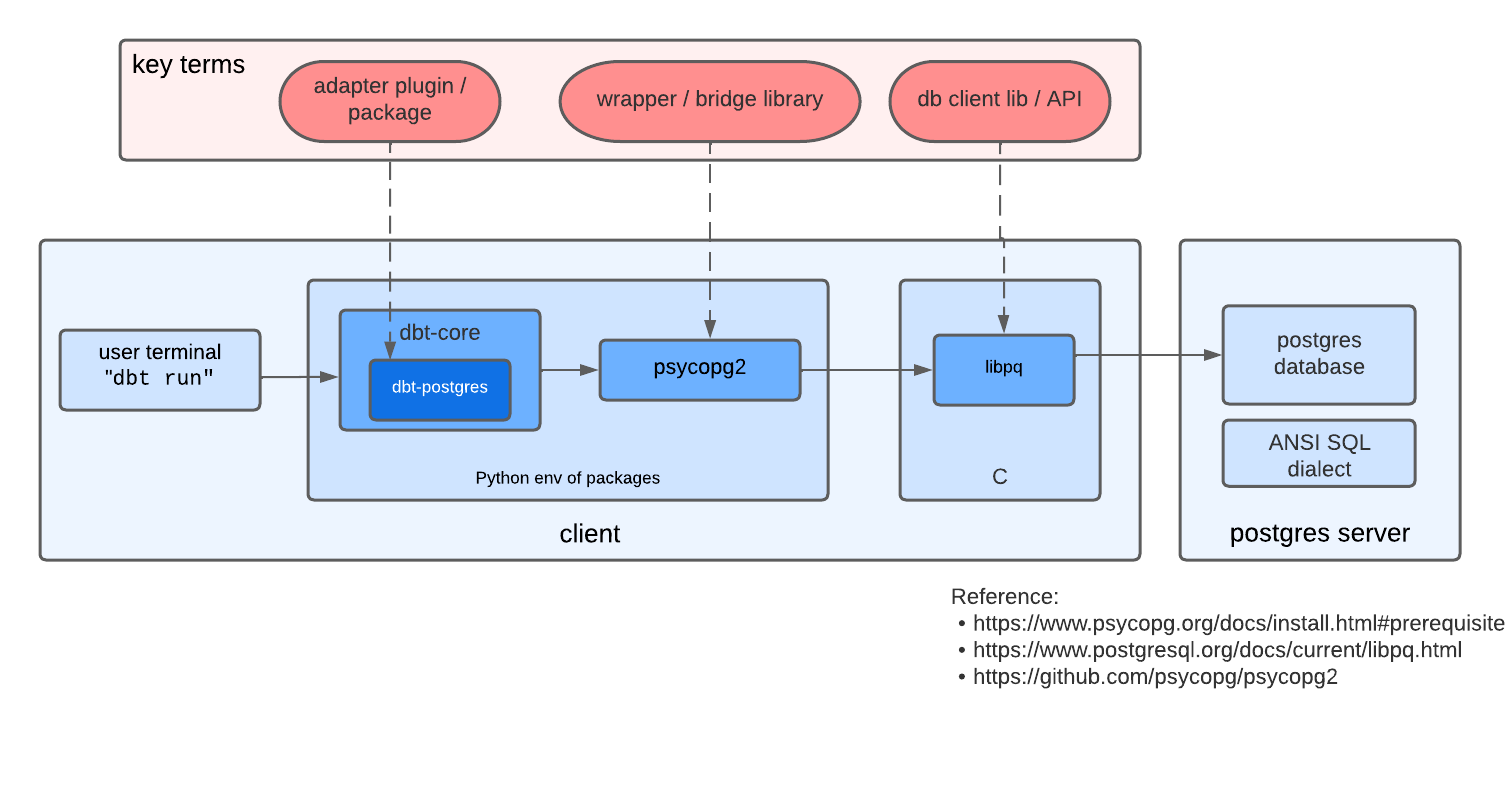 key terms
adapter plugin /
package
wrapper / bridge library
db client lib / API
user terminal
"dbt run"
dbt-core
dbt-postgres
psycopg2
libpq
Python env of packages
C
client
postgres
database
ANSI SQL
dialect
postgres server
Reference:
• https://www.psycopg.org/docs/install.html#prerequisite
• https://www.postgresql.org/docs/current/libpq.html
• https://github.com/psycopg/psycopg2